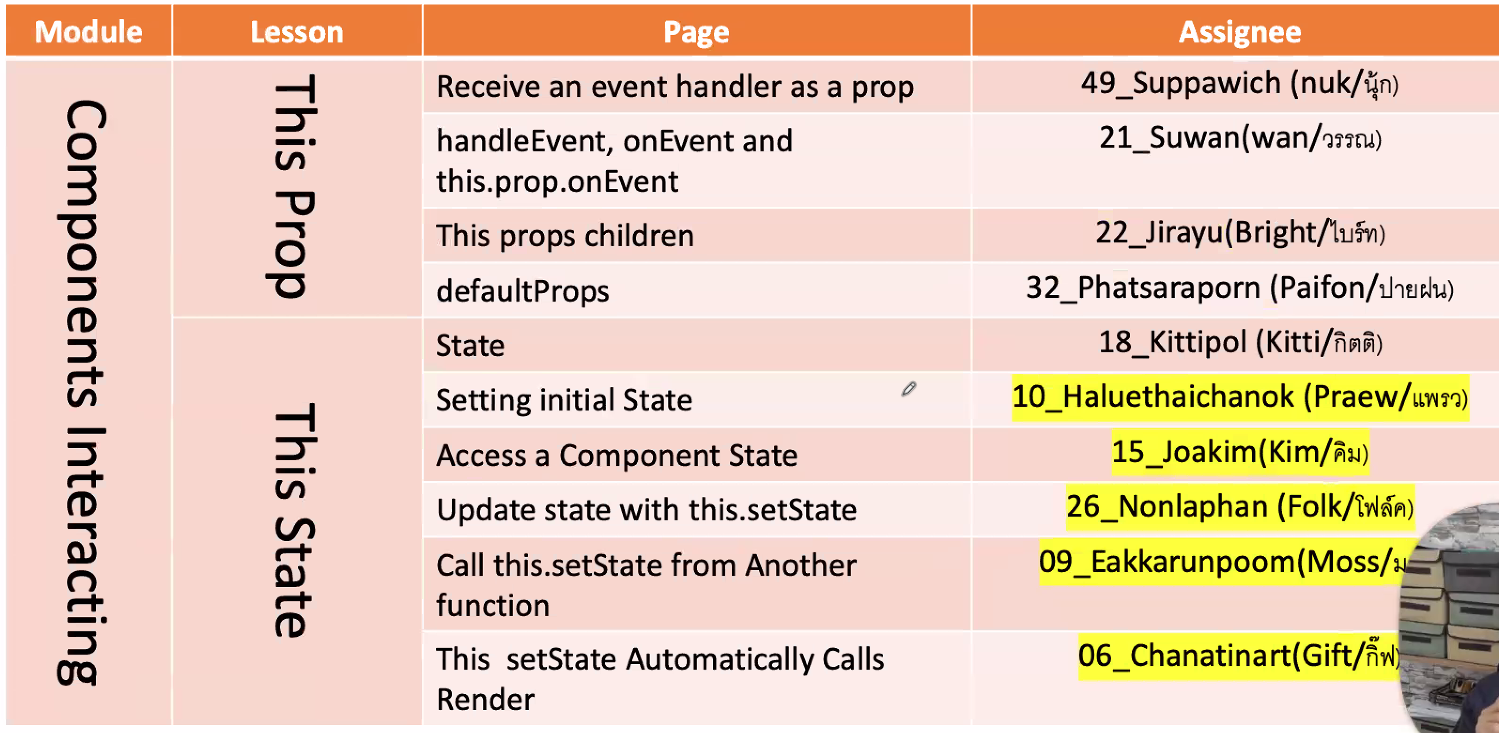 Module Lesson Page Assignee
Components Interacting
This Prop
Receive an event handler as a prop 49_Suppawich (nuk/นุ้ก)
handleEvent, onEvent and 21_Suwan(wan/วรรณ)
this.prop.onEvent
This props children 22_Jirayu(Bright/ไบร์ท)
defaultProps 32_Phatsaraporn (Paifon/ปายฝน)
This State
State 18_Kittipol (Kitti/กิตติ)
Setting initial State 10_Haluethaichanok (Praew/แพรว)
Access a Component State 15_Joakim(Kim/คิม)
Update state with this.setState 26_Nonlaphan (Folk/โฟล์ค)
Call this.setState from Another 09_Eakkarunpoom(Moss/
function
This setState Automatically Calls 06_Chanatinart(Gift/กิ๊ฟ)
Render